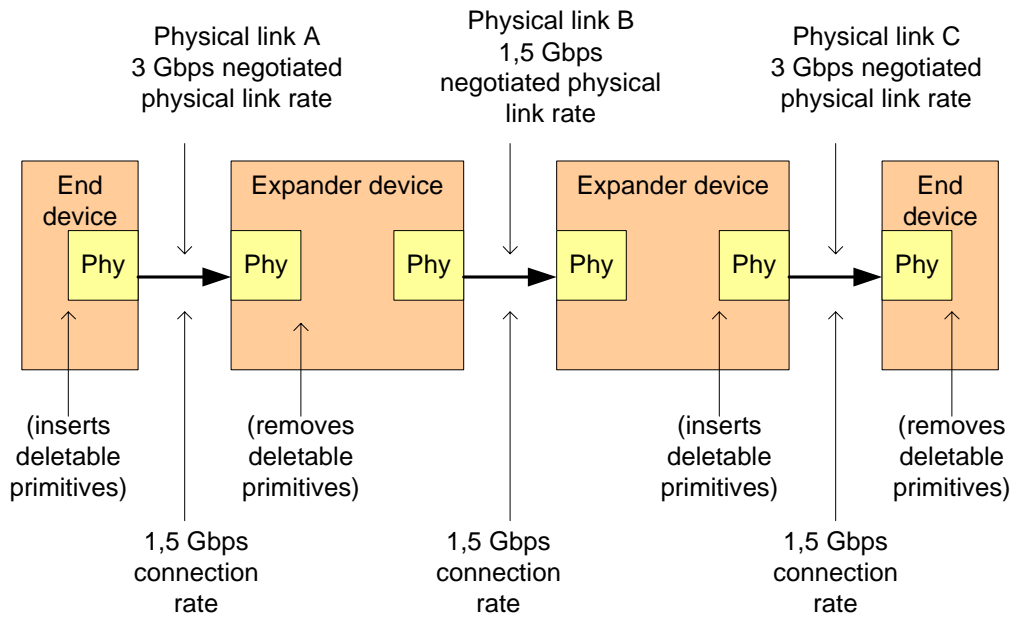 Physical link A
3 Gbps negotiated
physical link rate
Physical link B
1,5 Gbps
negotiated physical
link rate
Physical link C
3 Gbps negotiated
physical link rate
End
device
Phy
Expander device
Phy
Phy
Expander device
Phy
Phy
End
device
Phy
(inserts
deletable
primitives)
(removes
deletable
primitives)
(inserts
deletable
primitives)
(removes
deletable
primitives)
1,5 Gbps
connection
rate
1,5 Gbps
connection
rate
1,5 Gbps
connection
rate